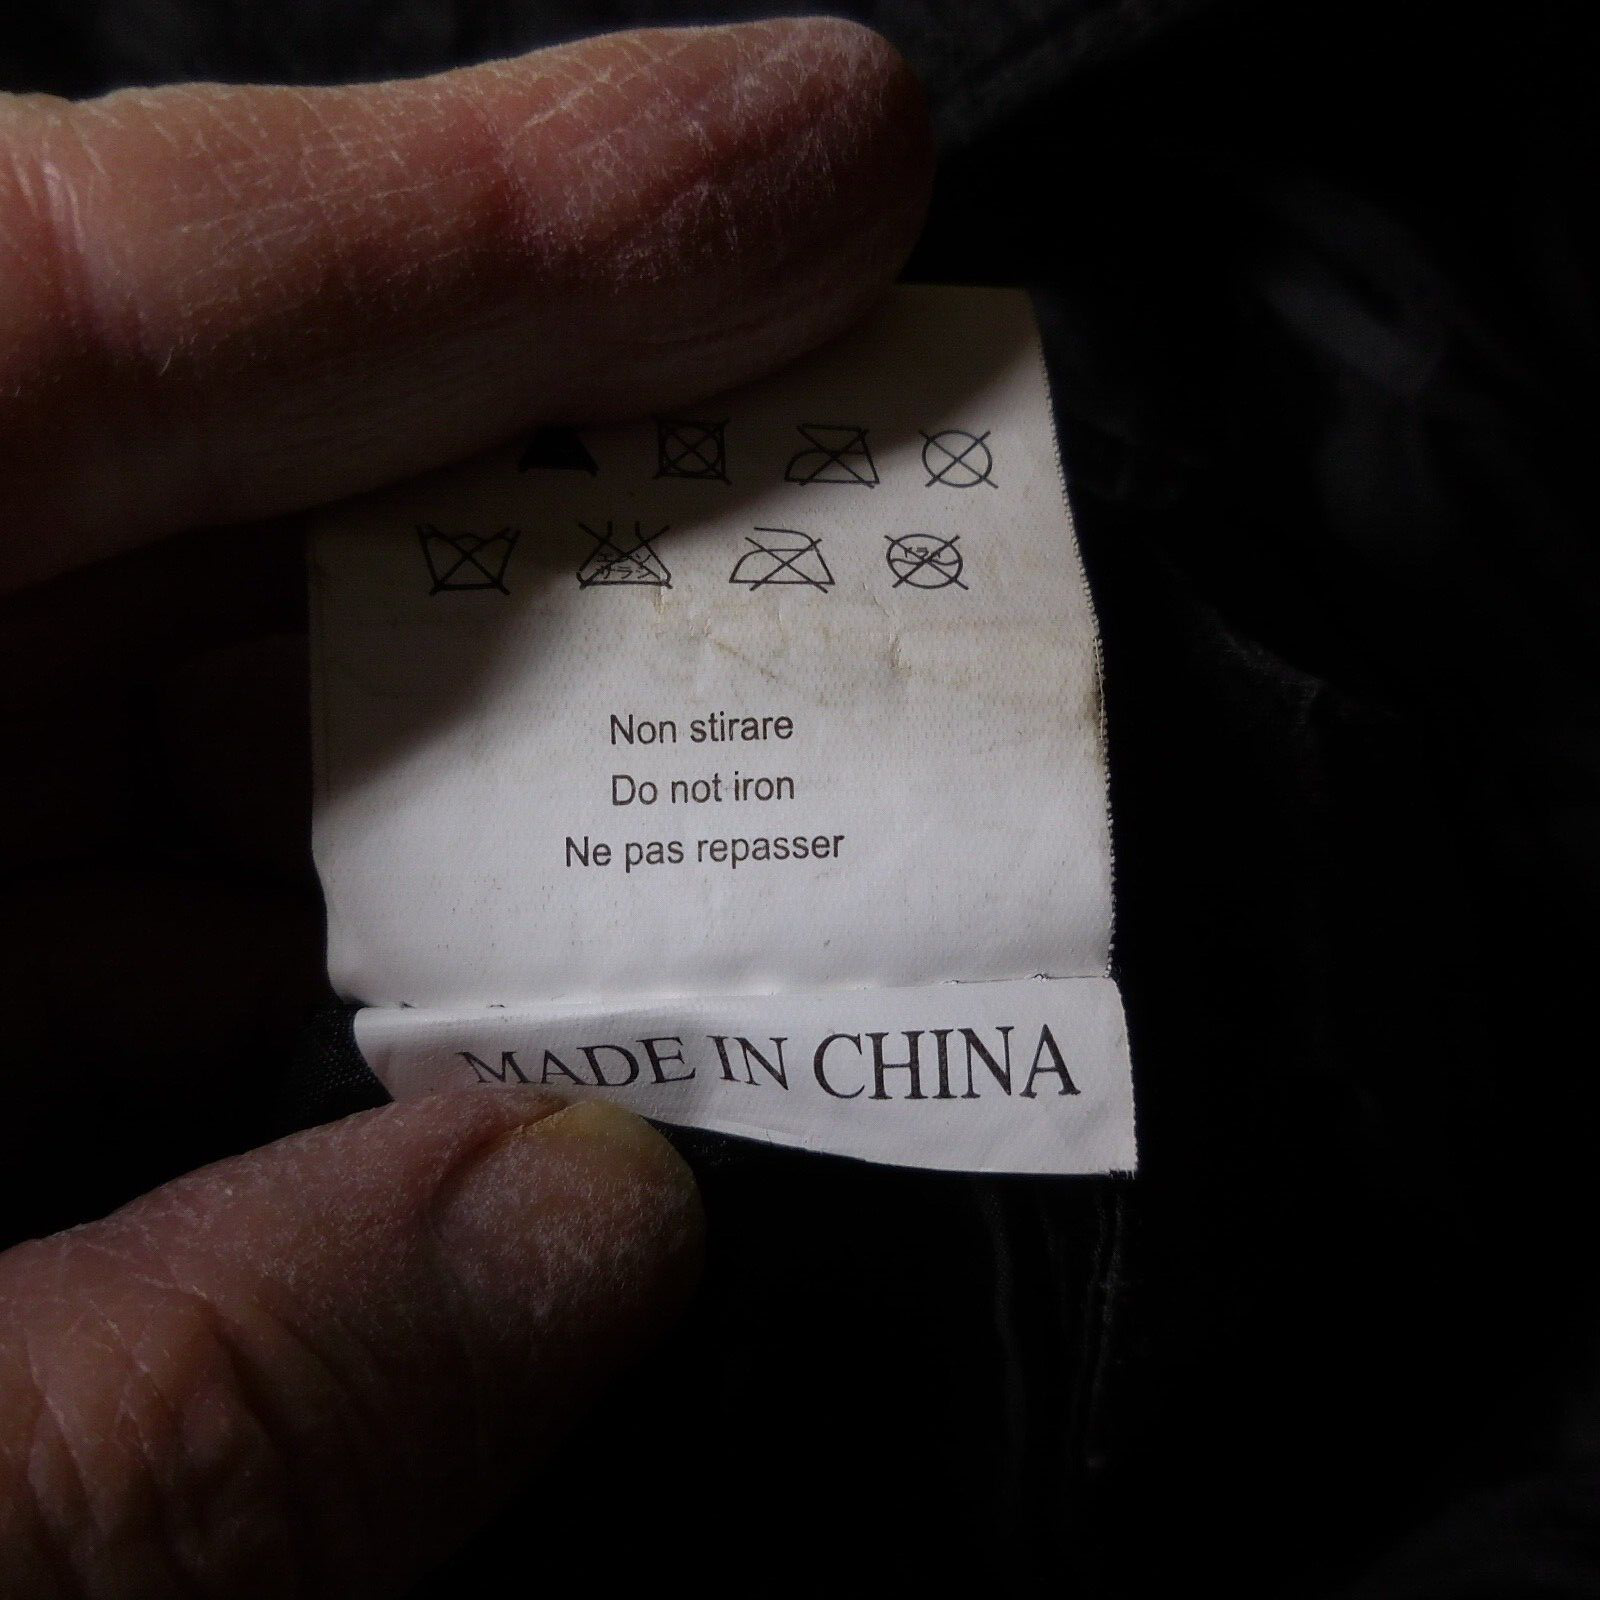 Non stirare
Do not iron
Ne pas repasser
MADE IN CHINA